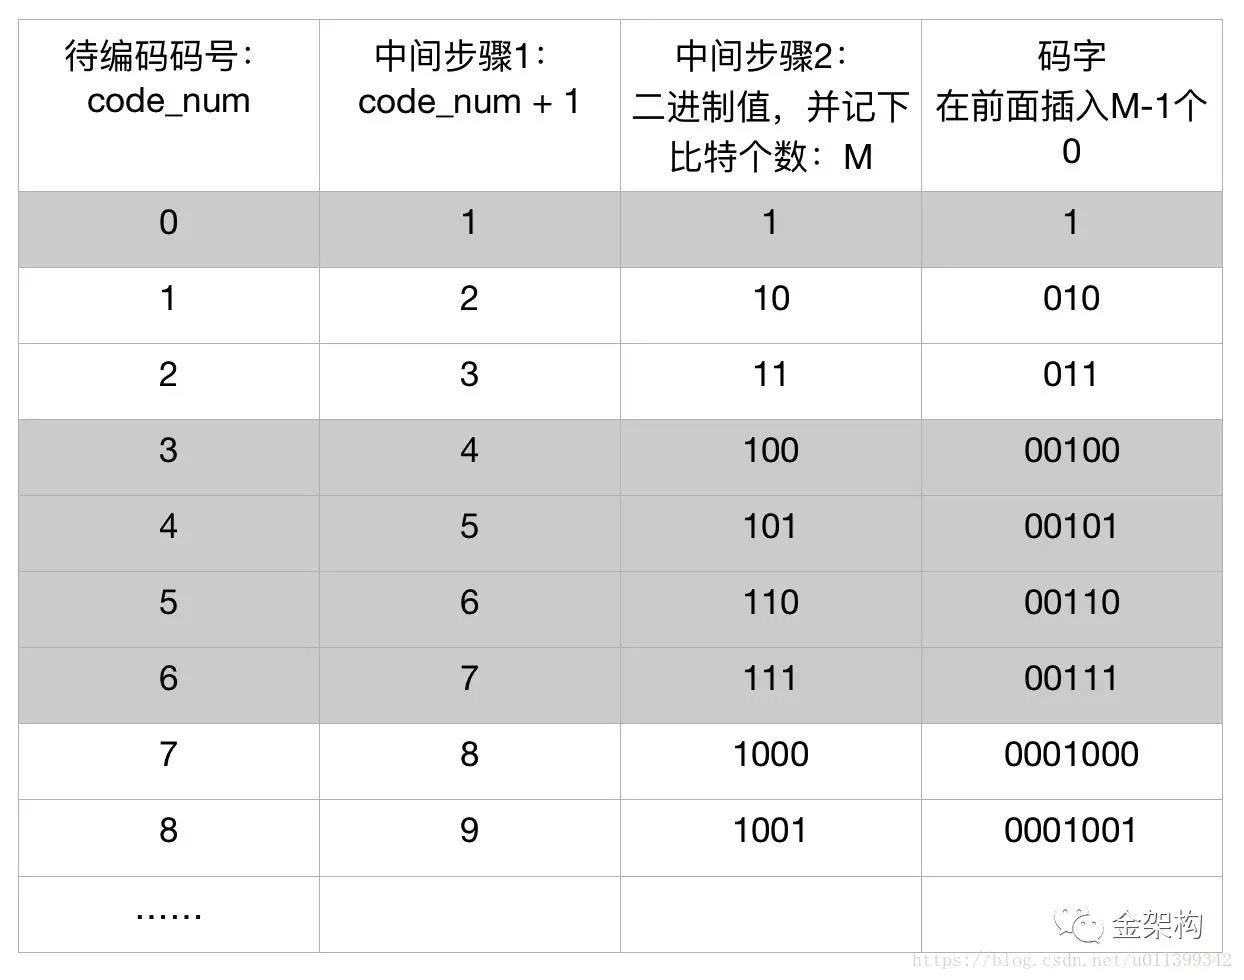 待编码码号： 中间步骤1： 中间步骤2： 码字
code_num code_num + 1 二进制值，并记下 在前面插入M-1个
比特个数：M 0
0 1 1 1
1 2 10 010
2 3 11 011
3 4 100 00100
4 5 101 00101
5 6 110 00110
6 7 111 00111
7 8 1000 0001000
8 9 1001 0001001
……
金架构
https://blog.csdn.net/u011399342